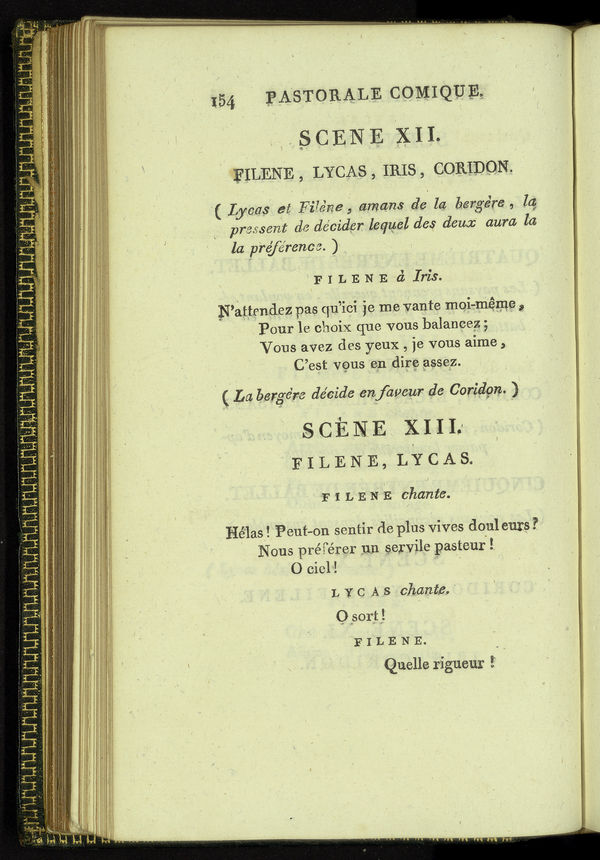 154 PASTORALE COMIQUE.
SCENE XII.
FILENE, LYCAS, IRIS, CORIDON.
( Lycas et Filène, amans de la bergère, la
pressent de décider lequel des deux aura la
la préférence. )
FILENE à Iris.
N'attendez pas qu'ici je me vante moi-même,
Pour le choix que vous balancez;
Vous avez des yeux, je vous aime,
C'est vous en dire assez.
( La bergère décide en faveur de Coridon. )
SCÈNE XIII.
FILENE, LYCAS.
FILENE chante.
Hélas! Peut-on sentir de plus vives douleurs?
Nous préférer un servile pasteur!
O ciel!
LYCAS chante.
O sort!
FILENE.
Quelle rigueur!